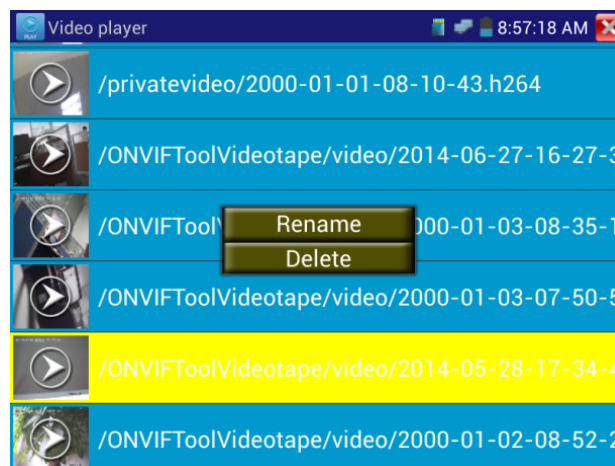 PLAY
Video player
8:57:18 AM
/privatevideo/2000-01-01-08-10-43.h264
/ONVIFToolVideotape/video/2014-06-27-16-27-3
/ONVIFTool
000-01-03-08-35-1
Rename
Delete
/ONVIFToolVideotape/video/2000-01-03-07-50-5
/ONVIFToolVideotape/video/2014-05-28-17-34-4
/ONVIFToolVideotape/video/2000-01-02-08-52-2